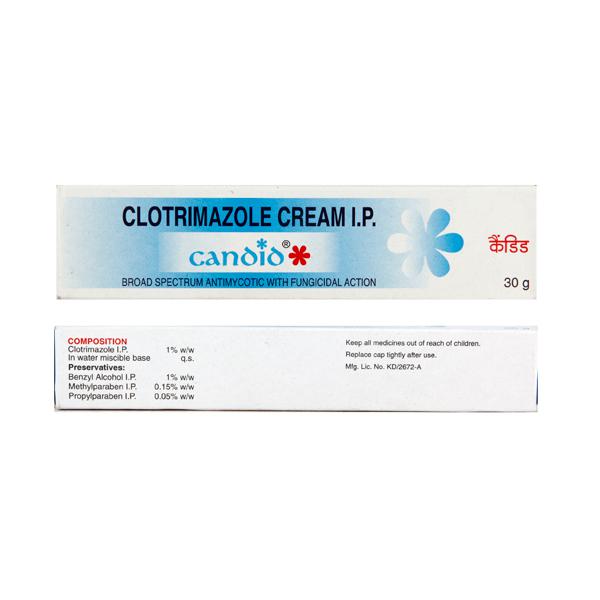 CLOTRIMAZOLE CREAM I.P.
candid®
BROAD SPECTRUM ANTIMYCOTIC WITH FUNGICIDAL ACTION
कैंडिड
30 g
COMPOSITION
Clotrimazole I.P. 1% w/w
In water miscible base q.s.
Preservatives:
Benzyl Alcohol I.P. 1% w/w
Methylparaben I.P. 0.15% w/w
Propylparaben I.P. 0.05% w/w
Keep all medicines out of reach of children.
Replace cap tightly after use.
Mfg. Lic. No. KD/2672-A